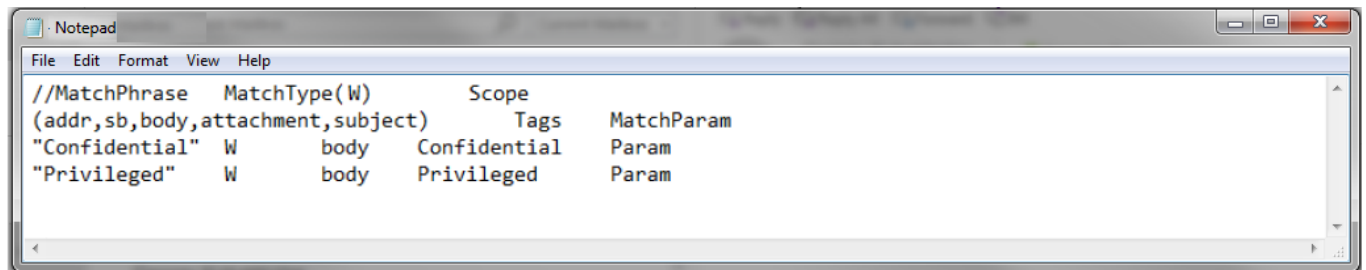 · Notepad
File Edit Format View Help
//MatchPhrase MatchType(W) Scope
(addr,sb,body,attachment,subject) Tags MatchParam
"Confidential" W body Confidential Param
"Privileged" W body Privileged Param